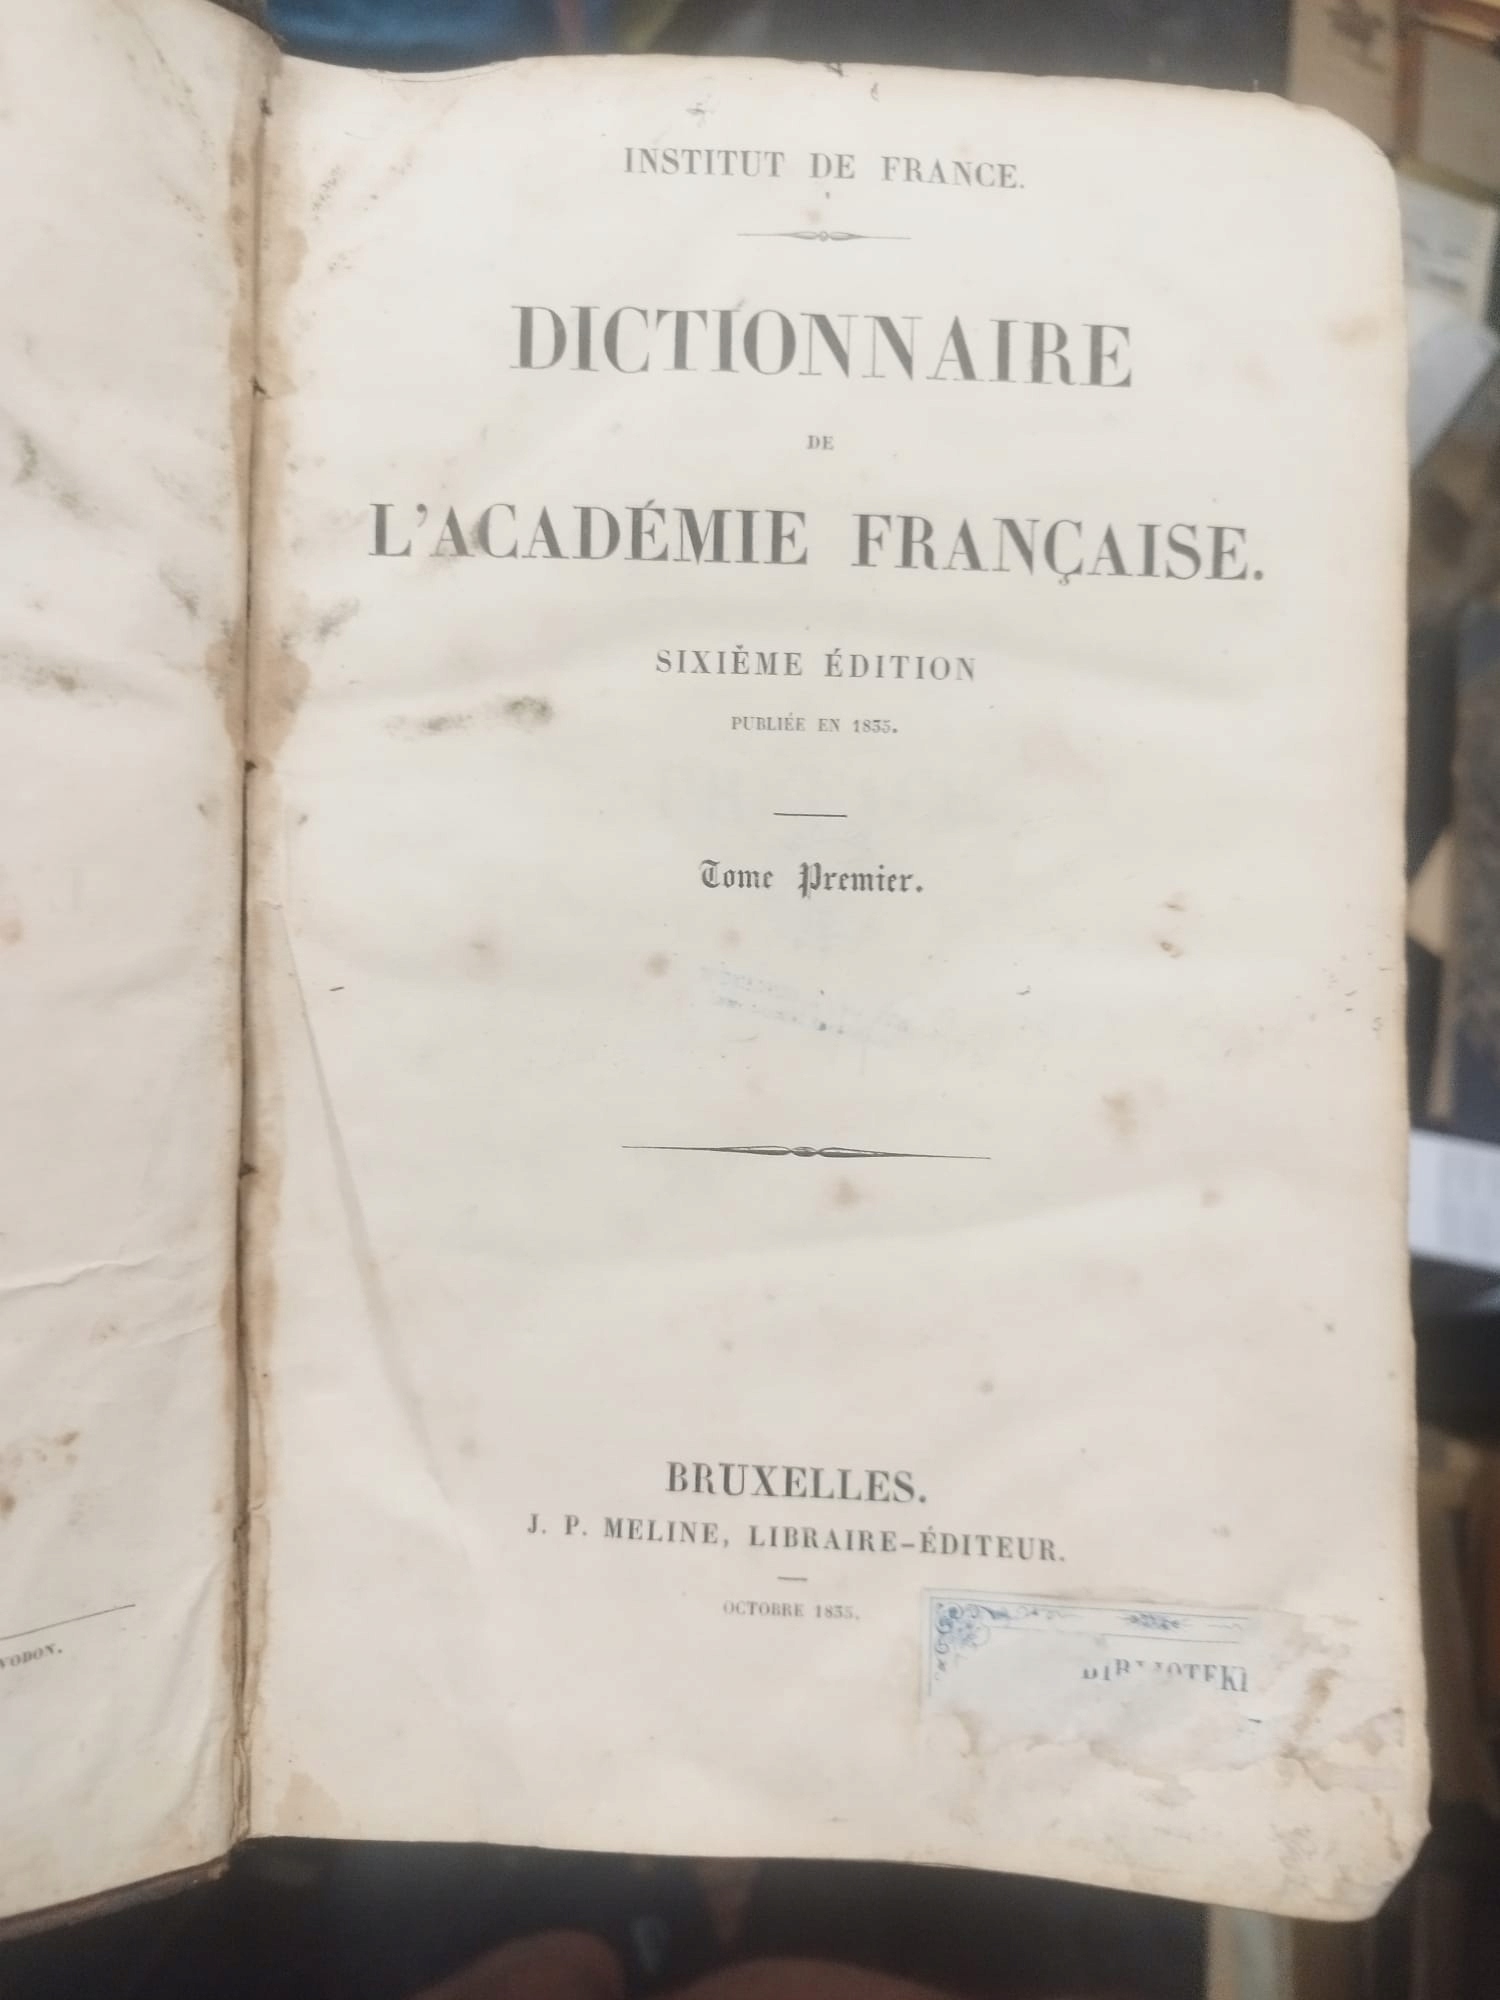 INSTITUT DE FRANCE.
DICTIONNAIRE
DE
L'ACADÉMIE FRANÇAISE.
SIXIÈME ÉDITION
PUBLIÉE EN 1835.
Tome Premier.
BRUXELLES.
J. P. MELINE, LIBRAIRE-ÉDITEUR.
OCTOBRE 1835.